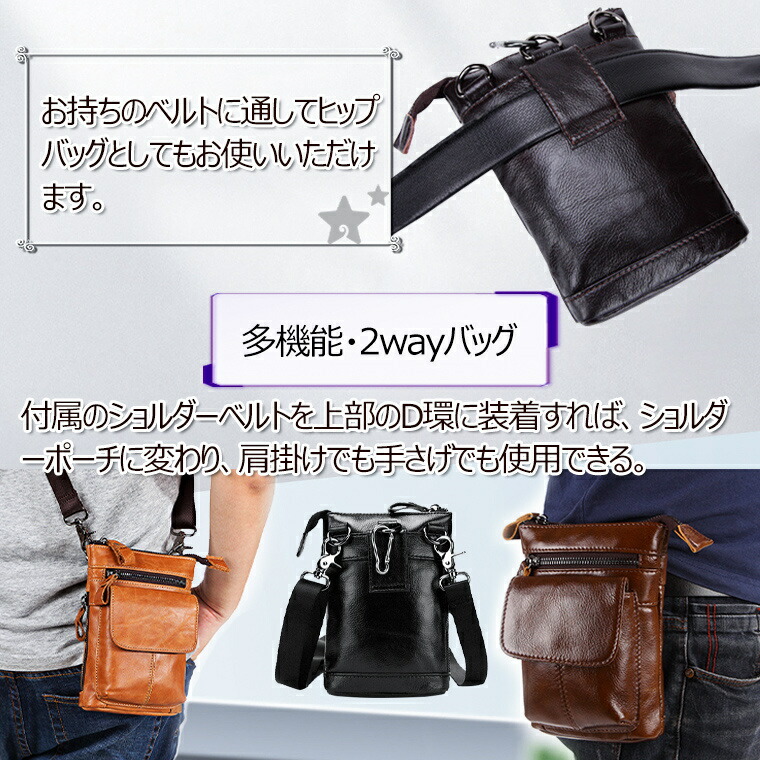 お持ちのベルトに通してヒップ
バッグとしてもお使いいただけ
ます。
多機能・2wayバッグ
付属のショルダーベルトを上部のD環に装着すれば、ショルダ
ーポーチに変わり、肩掛けでも手さげでも使用できる。